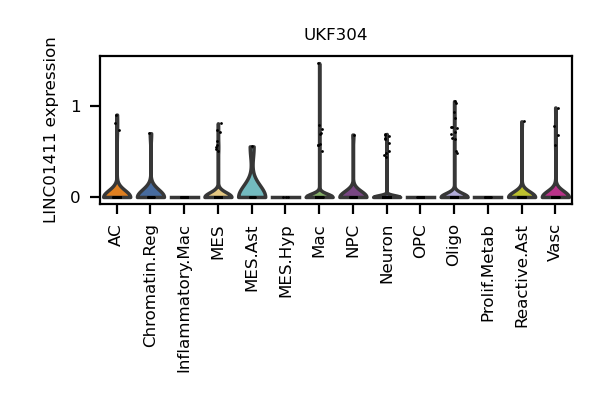 UKF304
LINC01411 expression
1
0
AC
Chromatin.Reg
Inflammatory.Mac
MES
MES.Ast
MES.Hyp
Mac
NPC
Neuron
OPC
Oligo
Prolif.Metab
Reactive.Ast
Vasc